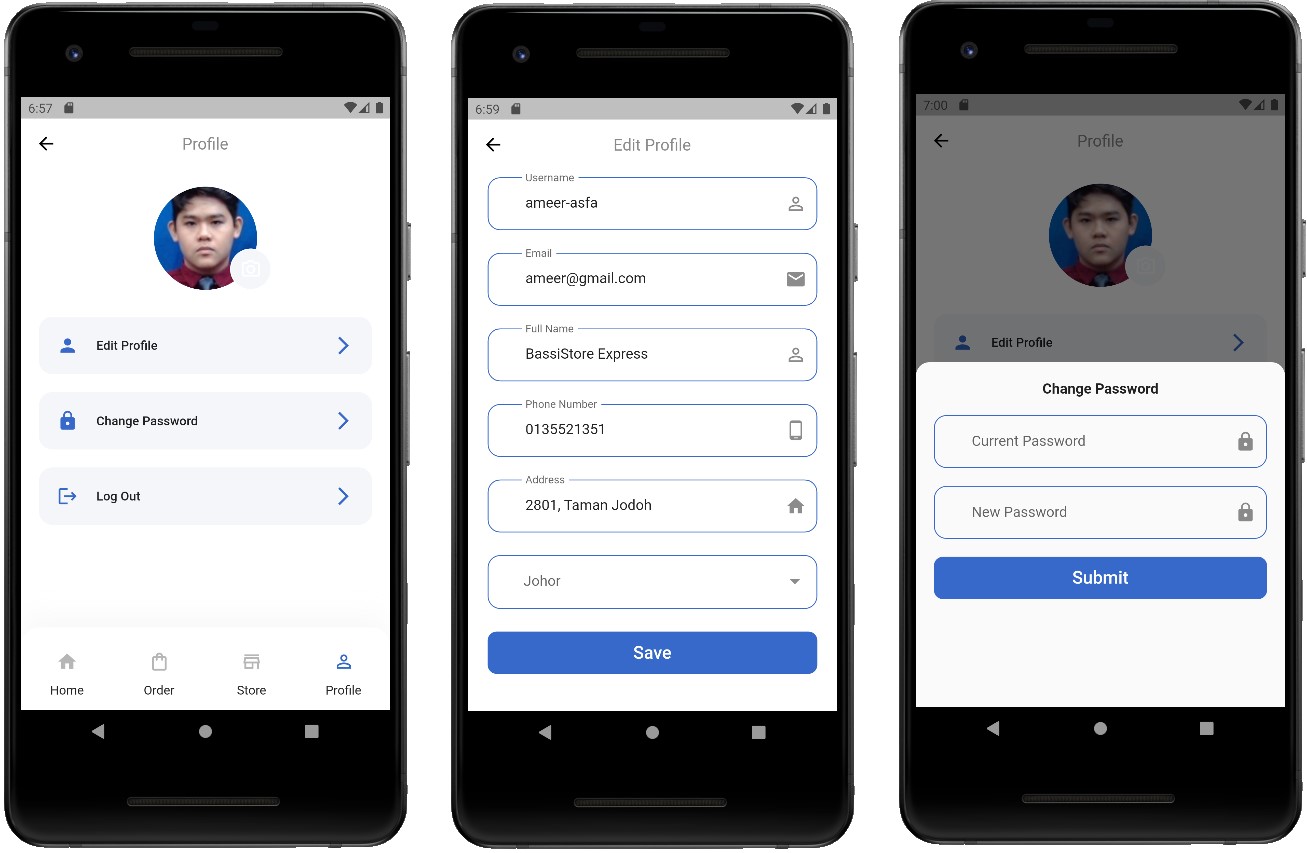 6:57
Profile
Edit Profile
Change Password
Log Out
Home
Order
Store
Profile
6:59
Edit Profile
Username
ameer-asfa
Email
ameer@gmail.com
Full Name
BassiStore Express
Phone Number
0135521351
Address
2801, Taman Jodoh
Johor
Save
7:00
Profile
Edit Profile
Change Password
Current Password
New Password
Submit